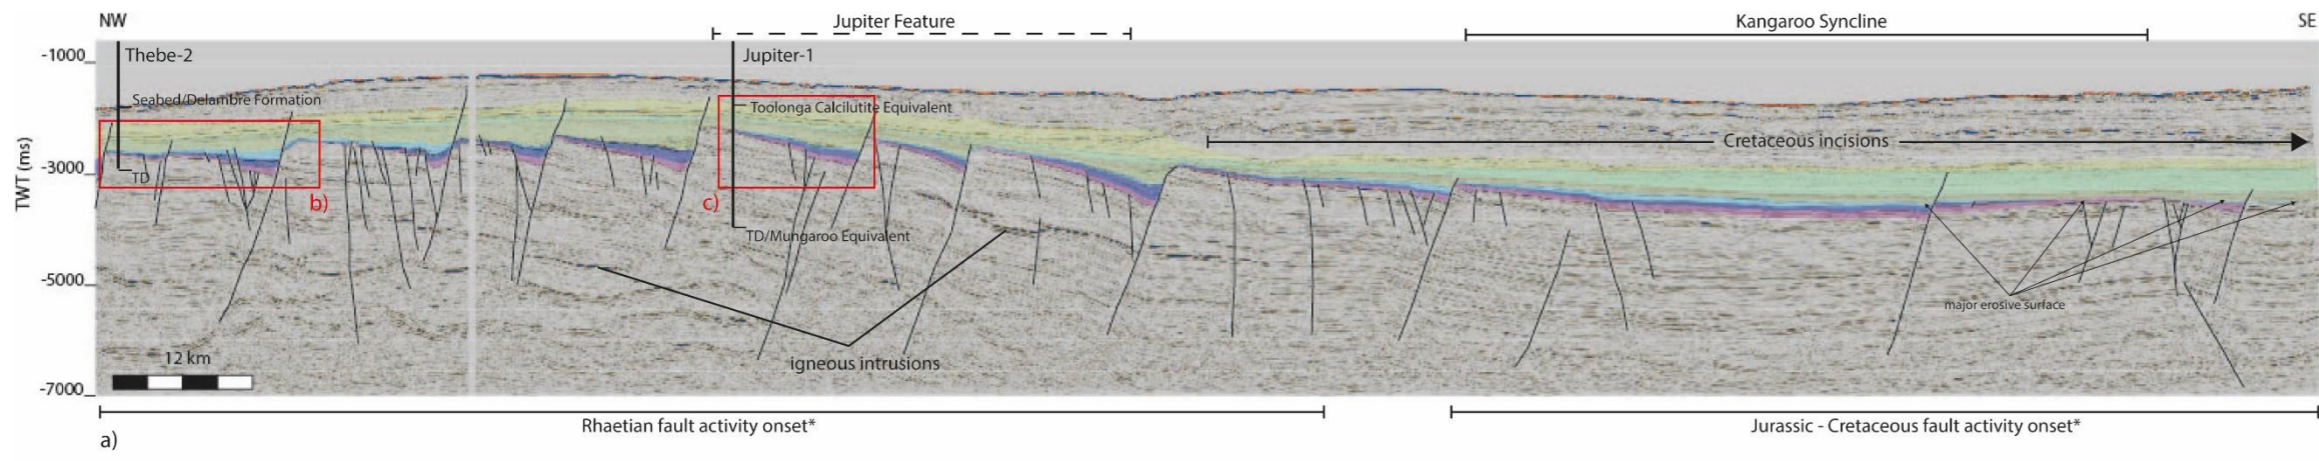 NW
Jupiter Feature
Kangaroo Syncline
SE
-1000
Thebe-2
Jupiter-1
Seabed/Delambre Formation
Toolonga Calcilutite Equivalent
Cretaceous incisions
TWT (ms)
-3000
TD
b)
c)
TD/Mungaroo Equivalent
-5000
major erosive surface
12 km
igneous intrusions
-7000
Rhaetian fault activity onset*
Jurassic - Cretaceous fault activity onset*
a)